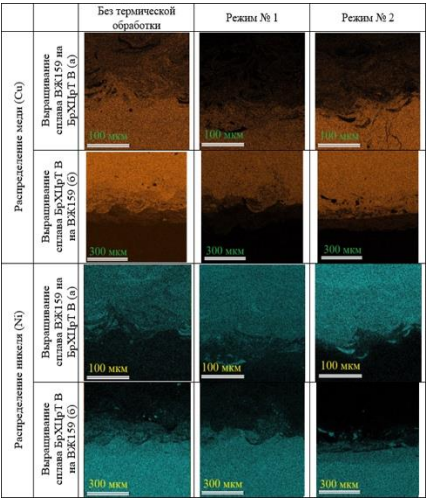 Без термической
обработки
Режим № 1
Режим № 2
Распределение меди (Cu)
Выращивание
сплава ВЖ159 на
БрХЦрТ В (а)
100 мкм
100 мкм
100 мкм
Выращивание
сплава БрХЦрТ В
на ВЖ159 (б)
300 мкм
300 мкм
300 мкм
Распределение никеля (Ni)
Выращивание
сплава ВЖ159 на
БрХЦрТ В (а)
100 мкм
100 мкм
100 мкм
Выращивание
сплава БрХЦрТ В
на ВЖ159 (б)
300 мкм
300 мкм
300 мкм